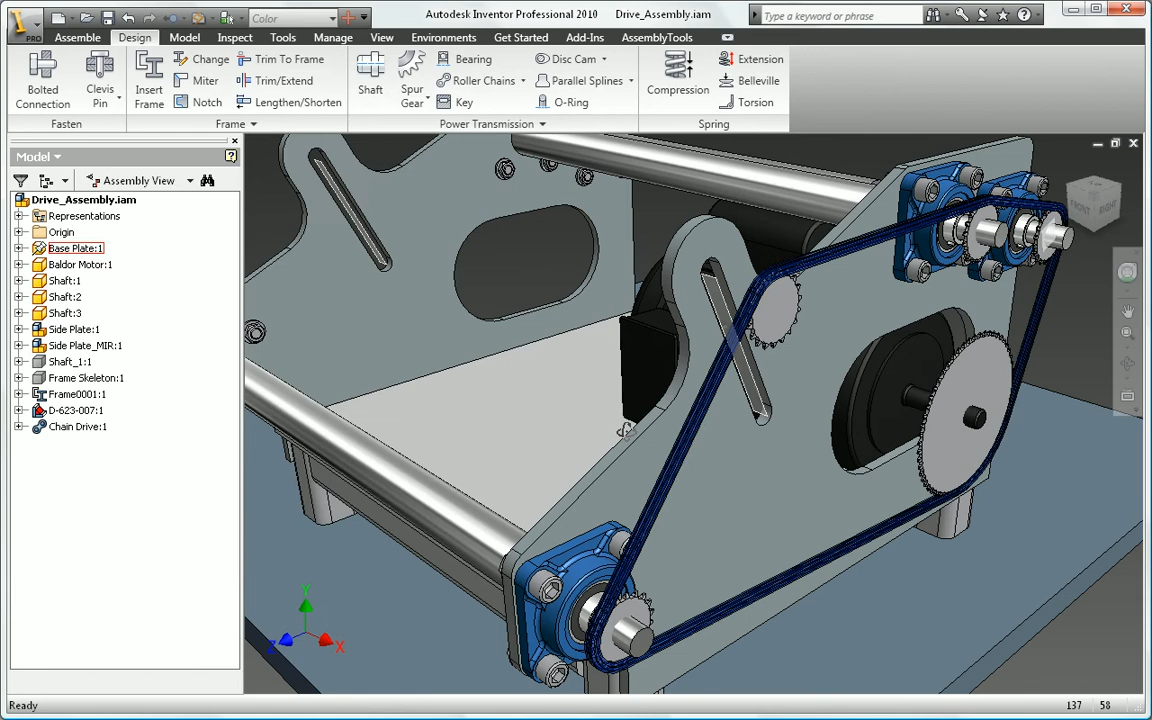 Color
Autodesk Inventor Professional 2010 Drive_Assembly.iam
Type a keyword or phrase
PRO
Assemble Design Model Inspect Tools Manage View Environments Get Started Add-Ins AssemblyTools
Bolted Connection
Clevis Pin
Insert Frame
Change
Miter
Notch
Trim To Frame
Trim/Extend
Lengthen/Shorten
Shaft
Spur Gear
Bearing
Roller Chains
Key
Disc Cam
Parallel Splines
O-Ring
Compression
Extension
Belleville
Torsion
Fasten Frame Power Transmission Spring
Model
Assembly View
Drive_Assembly.iam
Representations
Origin
Base Plate:1
Baldor Motor:1
Shaft:1
Shaft:2
Shaft:3
Side Plate:1
Side Plate_MIR:1
Shaft_1:1
Frame Skeleton:1
Frame0001:1
D-623-007:1
Chain Drive:1
FRONT RIGHT
Y
Z X
Ready 137 58